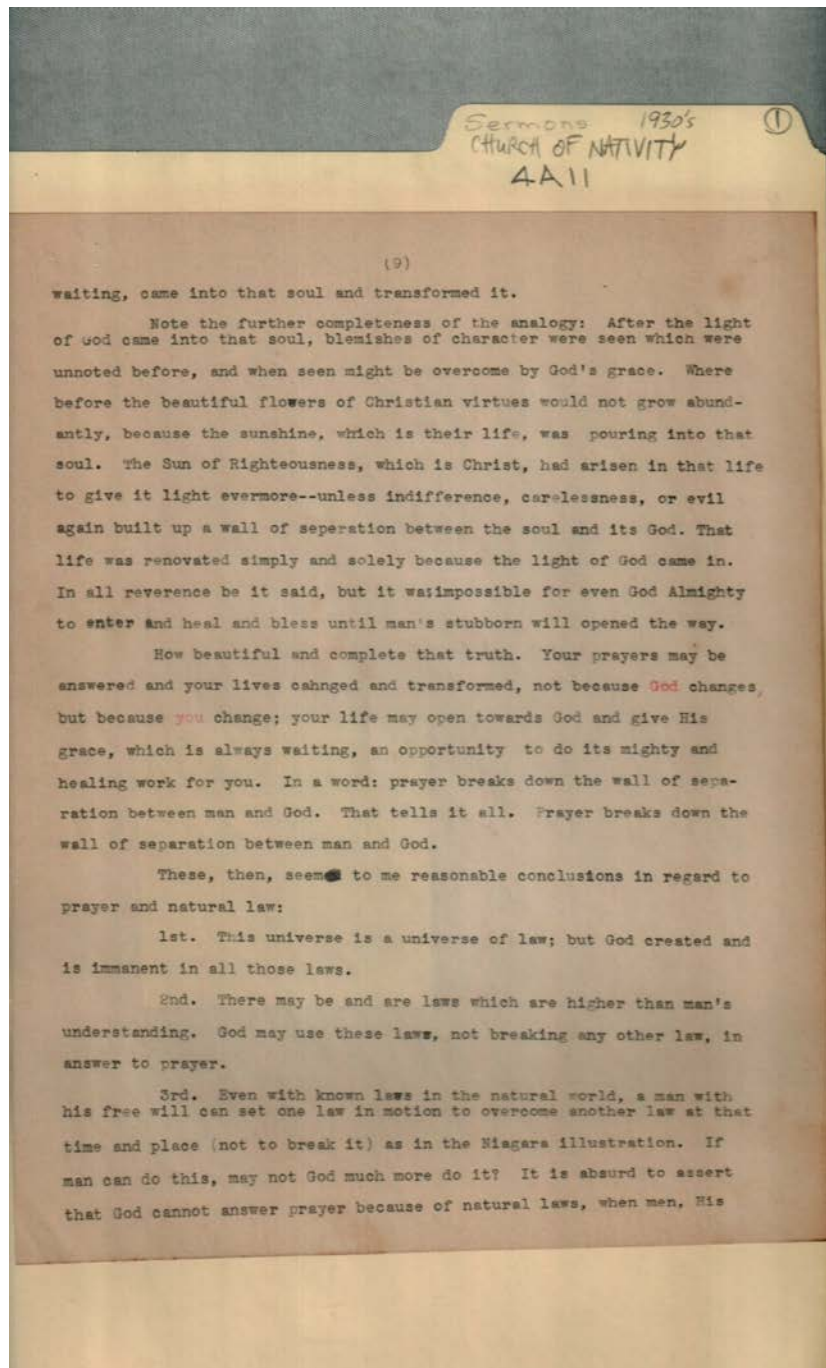 Sermons 1930's ①
CHURCH OF NATIVITY
4A11
(9)
waiting, came into that soul and transformed it.
Note the further completeness of the analogy: After the light
of God came into that soul, blemishes of character were seen which were
unnoted before, and when seen might be overcome by God's grace. Where
before the beautiful flowers of Christian virtues would not grow abund-
antly, because the sunshine, which is their life, was pouring into that
soul. The Sun of Righteousness, which is Christ, had arisen in that life
to give it light evermore--unless indifference, carelessness, or evil
again built up a wall of seperation between the soul and its God. That
life was renovated simply and solely because the light of God came in.
In all reverence be it said, but it was impossible for even God Almighty
to enter and heal and bless until man's stubborn will opened the way.
How beautiful and complete that truth. Your prayers may be
answered and your lives cahnged and transformed, not because God changes,
but because you change; your life may open towards God and give His
grace, which is always waiting, an opportunity to do its mighty and
healing work for you. In a word: prayer breaks down the wall of sepa-
ration between man and God. That tells it all. Prayer breaks down the
wall of separation between man and God.
These, then, seem to me reasonable conclusions in regard to
prayer and natural law:
1st. This universe is a universe of law; but God created and
is immanent in all those laws.
2nd. There may be and are laws which are higher than man's
understanding. God may use these laws, not breaking any other law, in
answer to prayer.
3rd. Even with known laws in the natural world, a man with
his free will can set one law in motion to overcome another law at that
time and place (not to break it) as in the Niagara illustration. If
man can do this, may not God much more do it? It is absurd to assert
that God cannot answer prayer because of natural laws, when men, His